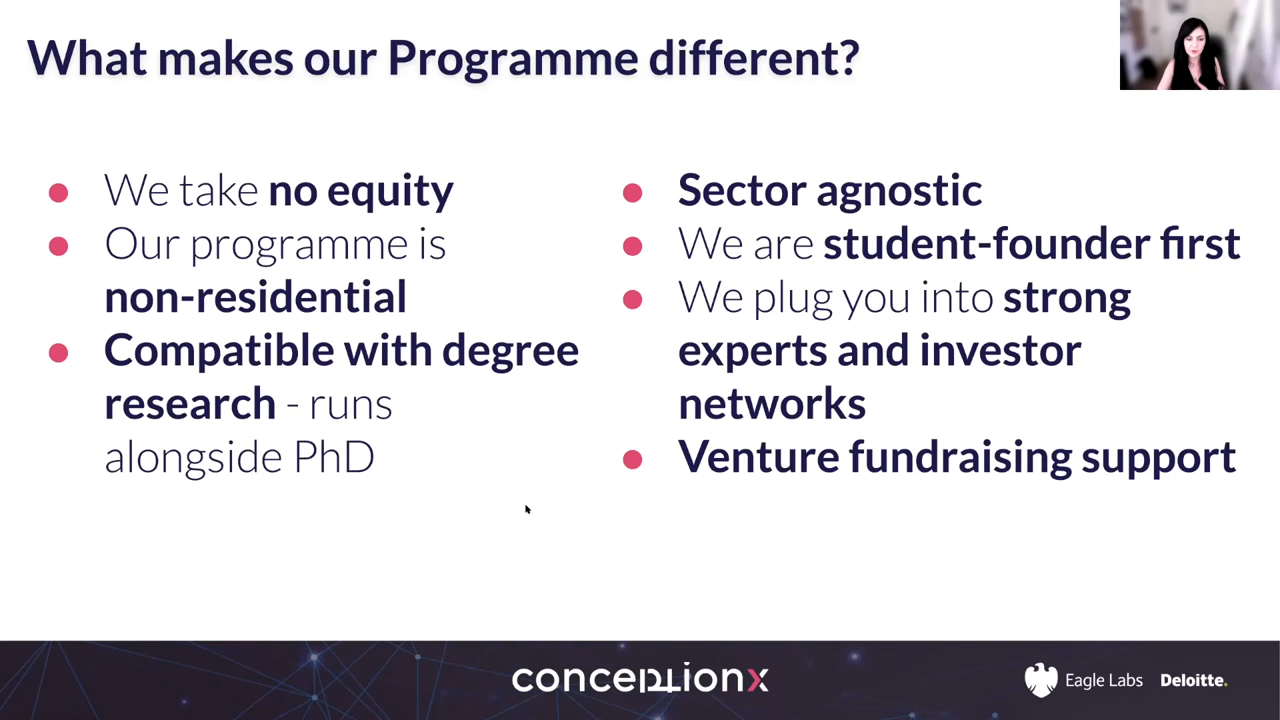 What makes our Programme different?
● We take no equity
● Our programme is
non-residential
● Compatible with degree
research - runs
alongside PhD
● Sector agnostic
● We are student-founder first
● We plug you into strong
experts and investor
networks
● Venture fundraising support
conceptionx
Eagle Labs
Deloitte.